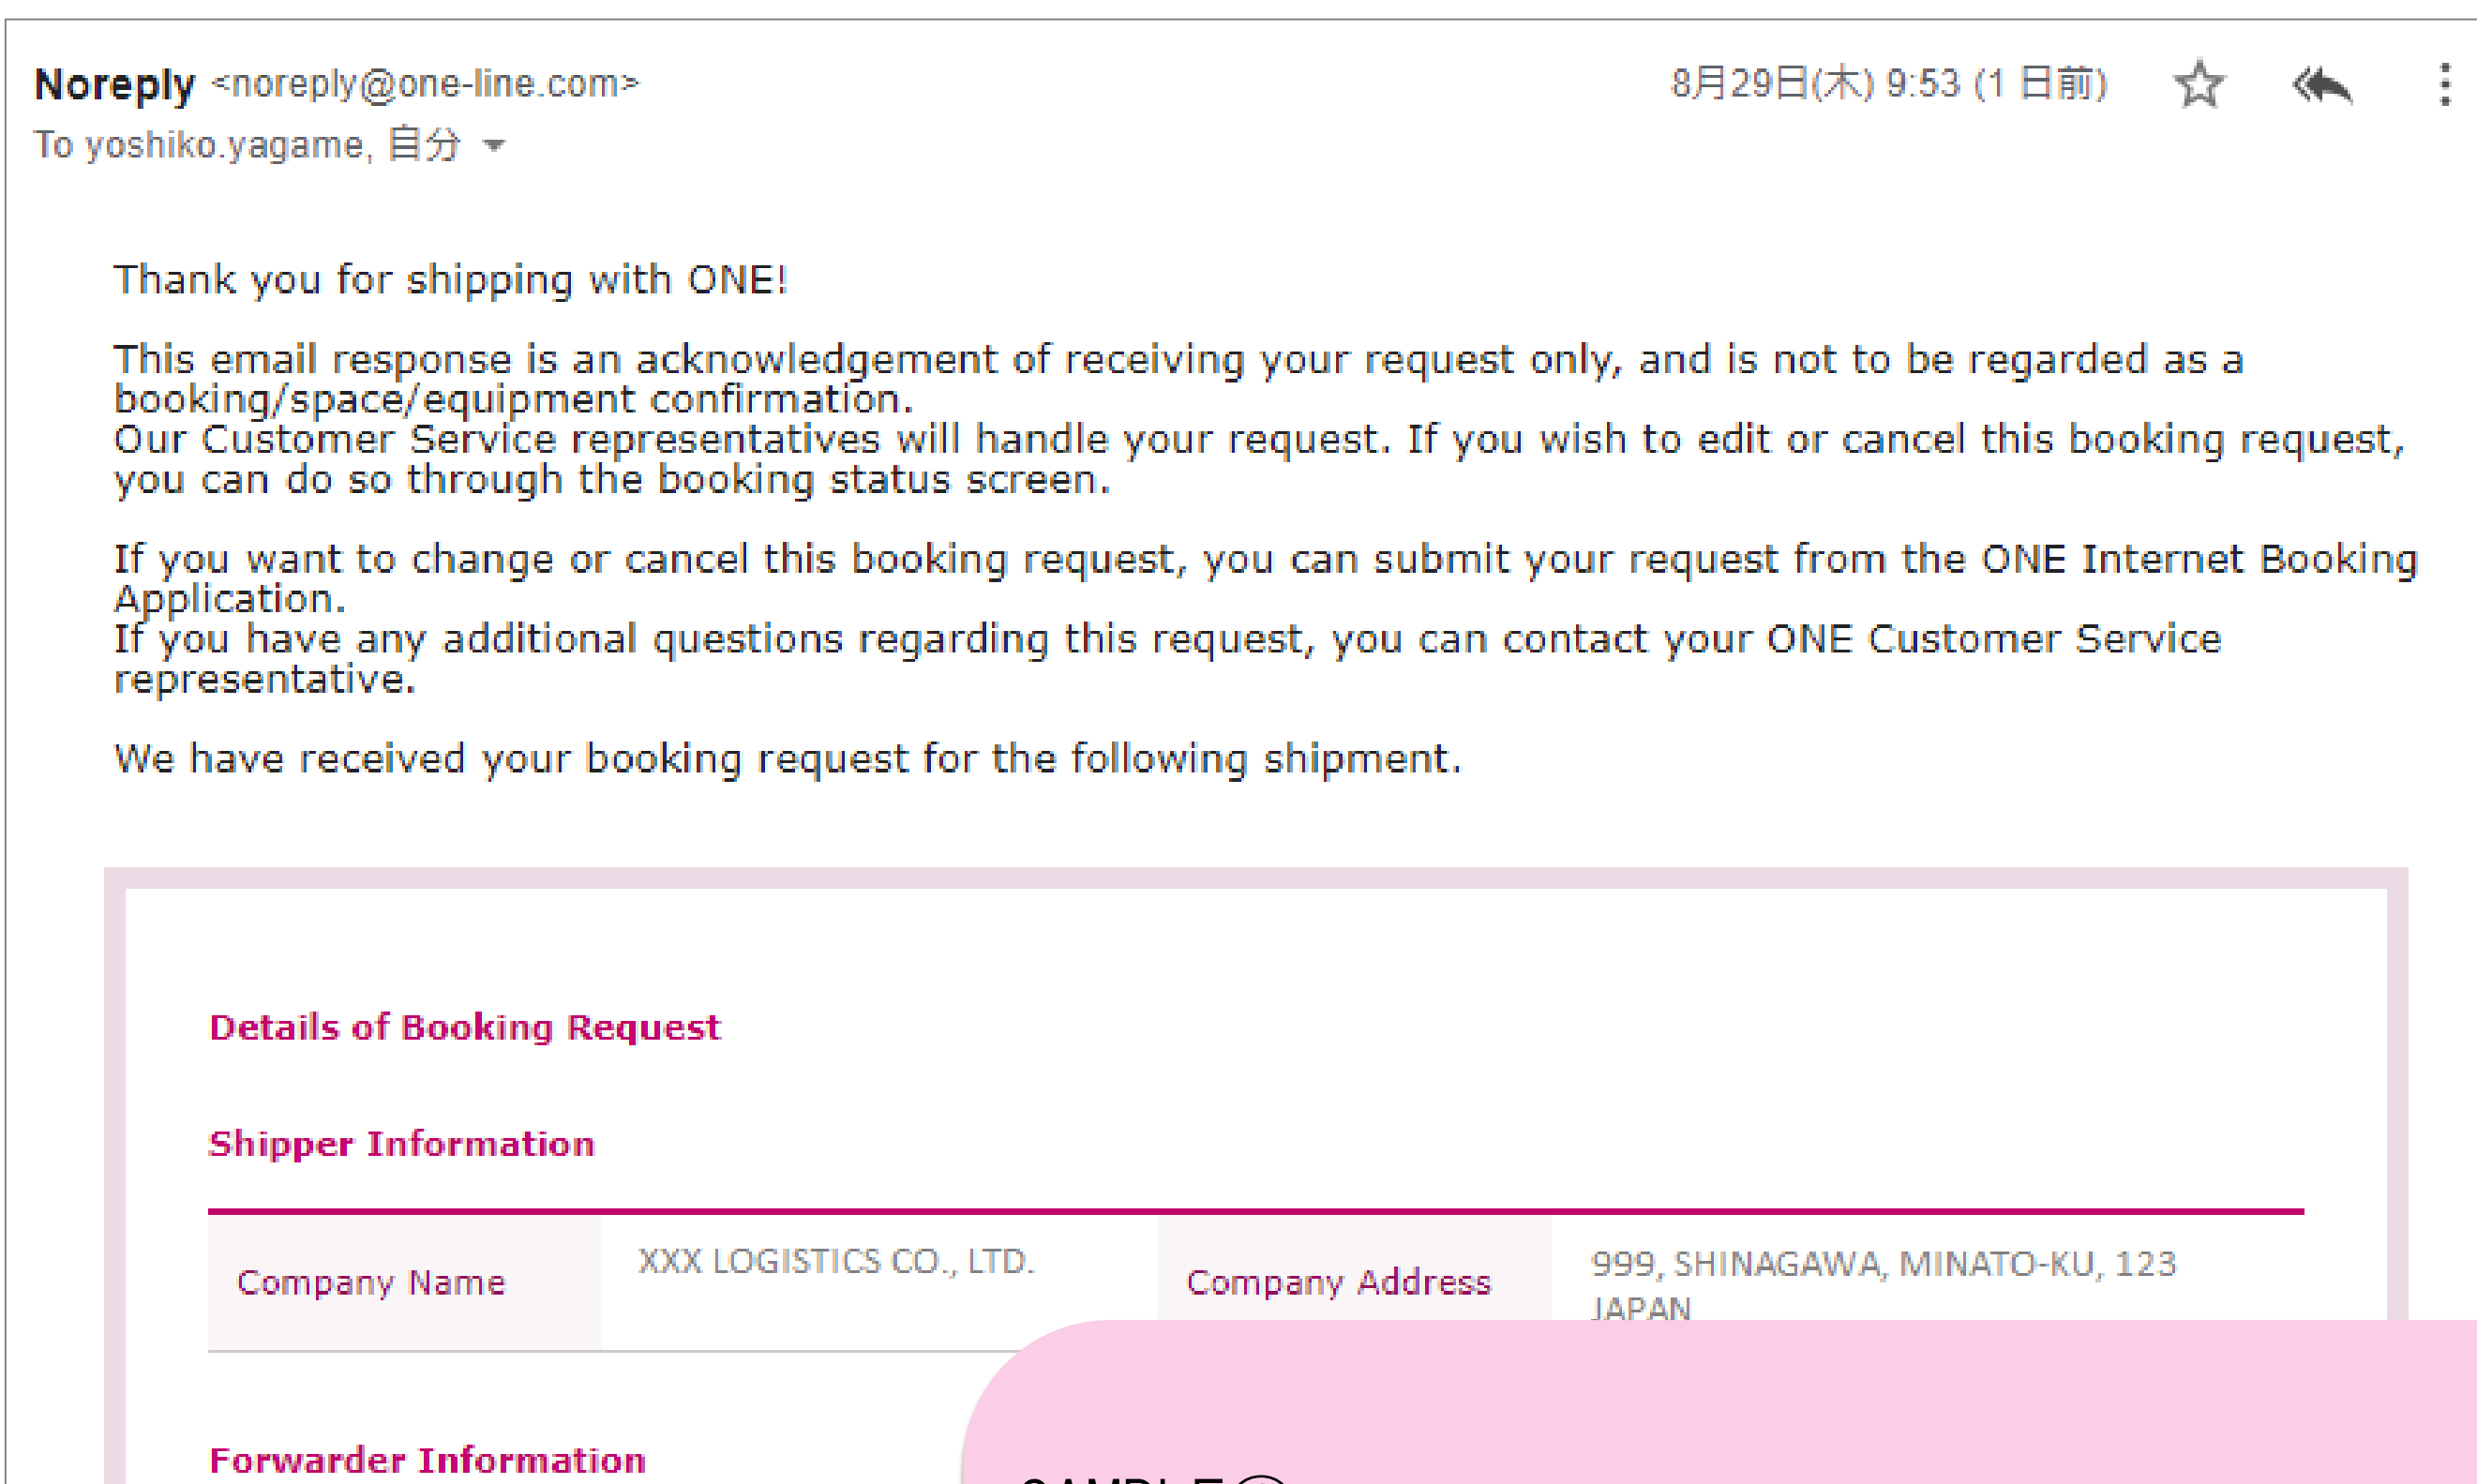 Noreply <noreply@one-line.com>
8月29日(木) 9:53 (1 日前)
To yoshiko.yagame, 自分
Thank you for shipping with ONE!
This email response is an acknowledgement of receiving your request only, and is not to be regarded as a
booking/space/equipment confirmation.
Our Customer Service representatives will handle your request. If you wish to edit or cancel this booking request,
you can do so through the booking status screen.
If you want to change or cancel this booking request, you can submit your request from the ONE Internet Booking
Application.
If you have any additional questions regarding this request, you can contact your ONE Customer Service
representative.
We have received your booking request for the following shipment.
Details of Booking Request
Shipper Information
Company Name
XXX LOGISTICS CO., LTD.
Company Address
999, SHINAGAWA, MINATO-KU, 123
JAPAN
Forwarder Information